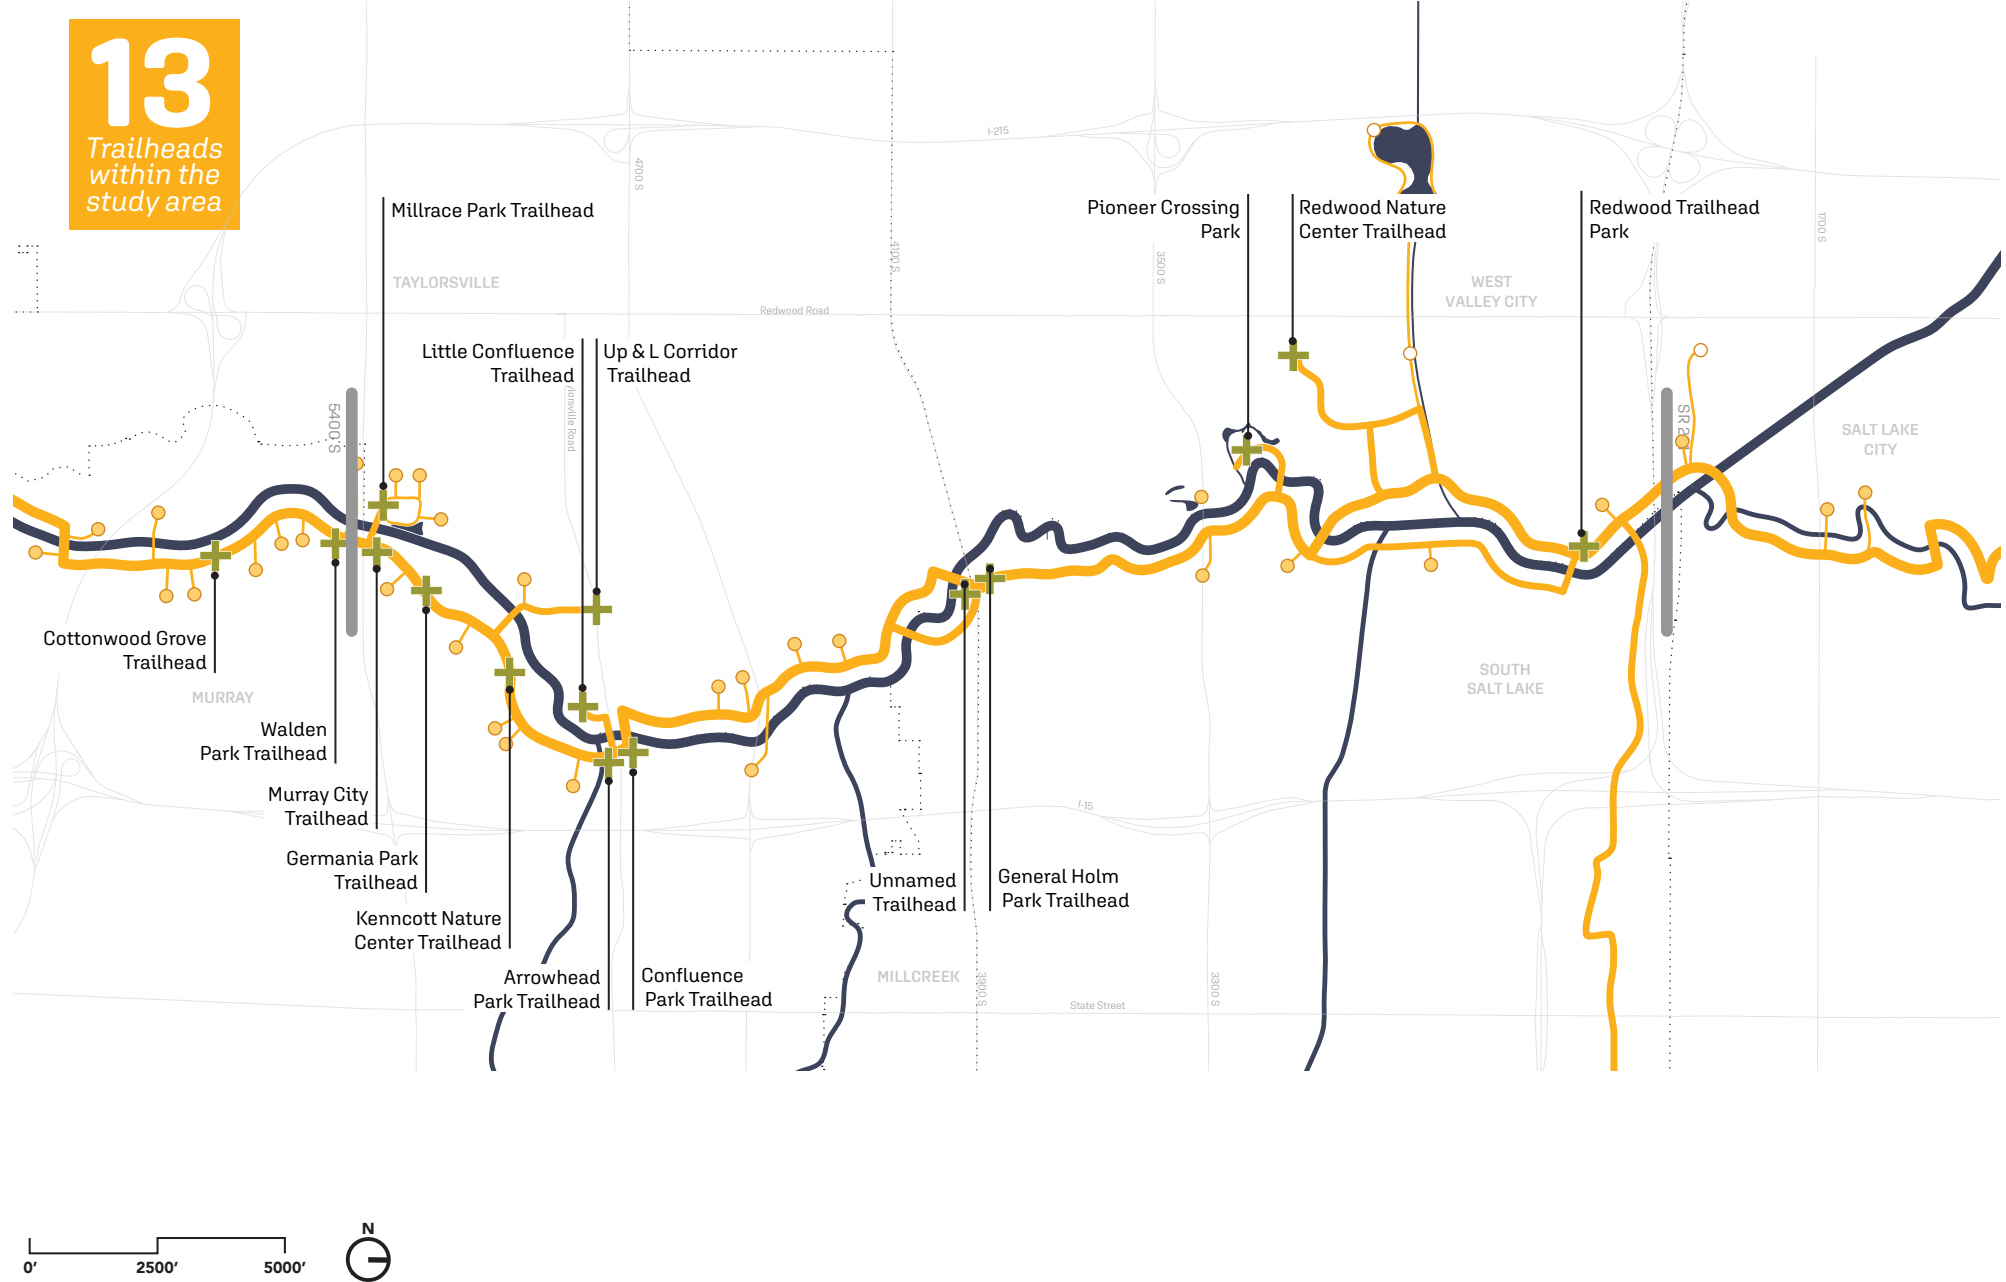 13
Trailheads
within the
study area
I-215
4700 S
Millrace Park Trailhead
Pioneer Crossing
Park
Redwood Nature
Center Trailhead
Redwood Trailhead
Park
1700 S
4100 S
3500 S
TAYLORSVILLE
WEST
VALLEY CITY
Redwood Road
Little Confluence
Trailhead
Up & L Corridor
Trailhead
lorsville Road
5400 S
SALT LAKE
CITY
Cottonwood Grove
Trailhead
MURRAY
SOUTH
SALT LAKE
Walden
Park Trailhead
Murray City
Trailhead
I-15
Germania Park
Trailhead
Unnamed
Trailhead
General Holm
Park Trailhead
Kenncott Nature
Center Trailhead
Arrowhead
Park Trailhead
Confluence
Park Trailhead
MILLCREEK
3900 S
3300 S
State Street
N
0' 2500' 5000'